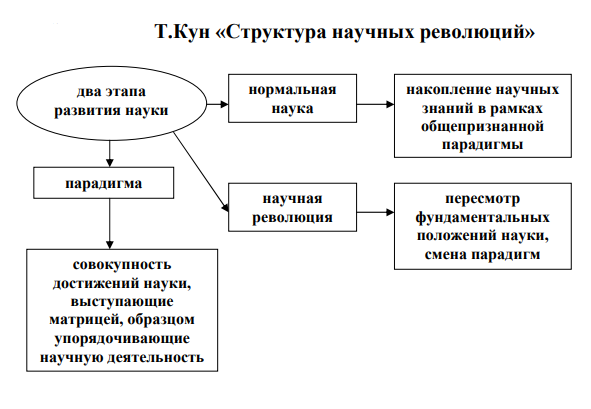 Т.Кун «Структура научных революций»
два этапа
развития науки
нормальная
наука
накопление научных
знаний в рамках
общепризнанной
парадигмы
парадигма
научная
революция
пересмотр
фундаментальных
положений науки,
смена парадигм
совокупность
достижений науки,
выступающие
матрицей, образцом
упорядочивающие
научную деятельность